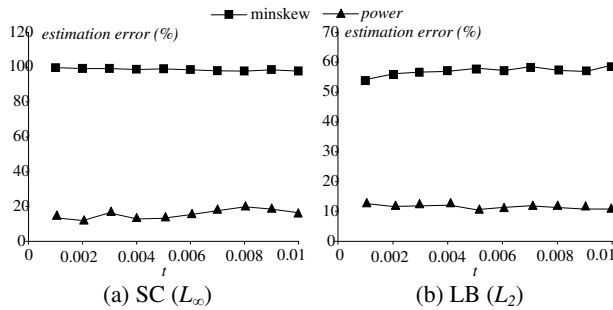 minskew power
estimation error (%)
120
100
80
60
40
20
0
0 0.002 0.004 0.006 0.008 0.01
t
(a) SC (L∞)
estimation error (%)
70
60
50
40
30
20
10
0
0 0.002 0.004 0.006 0.008 0.01
t
(b) LB (L2)